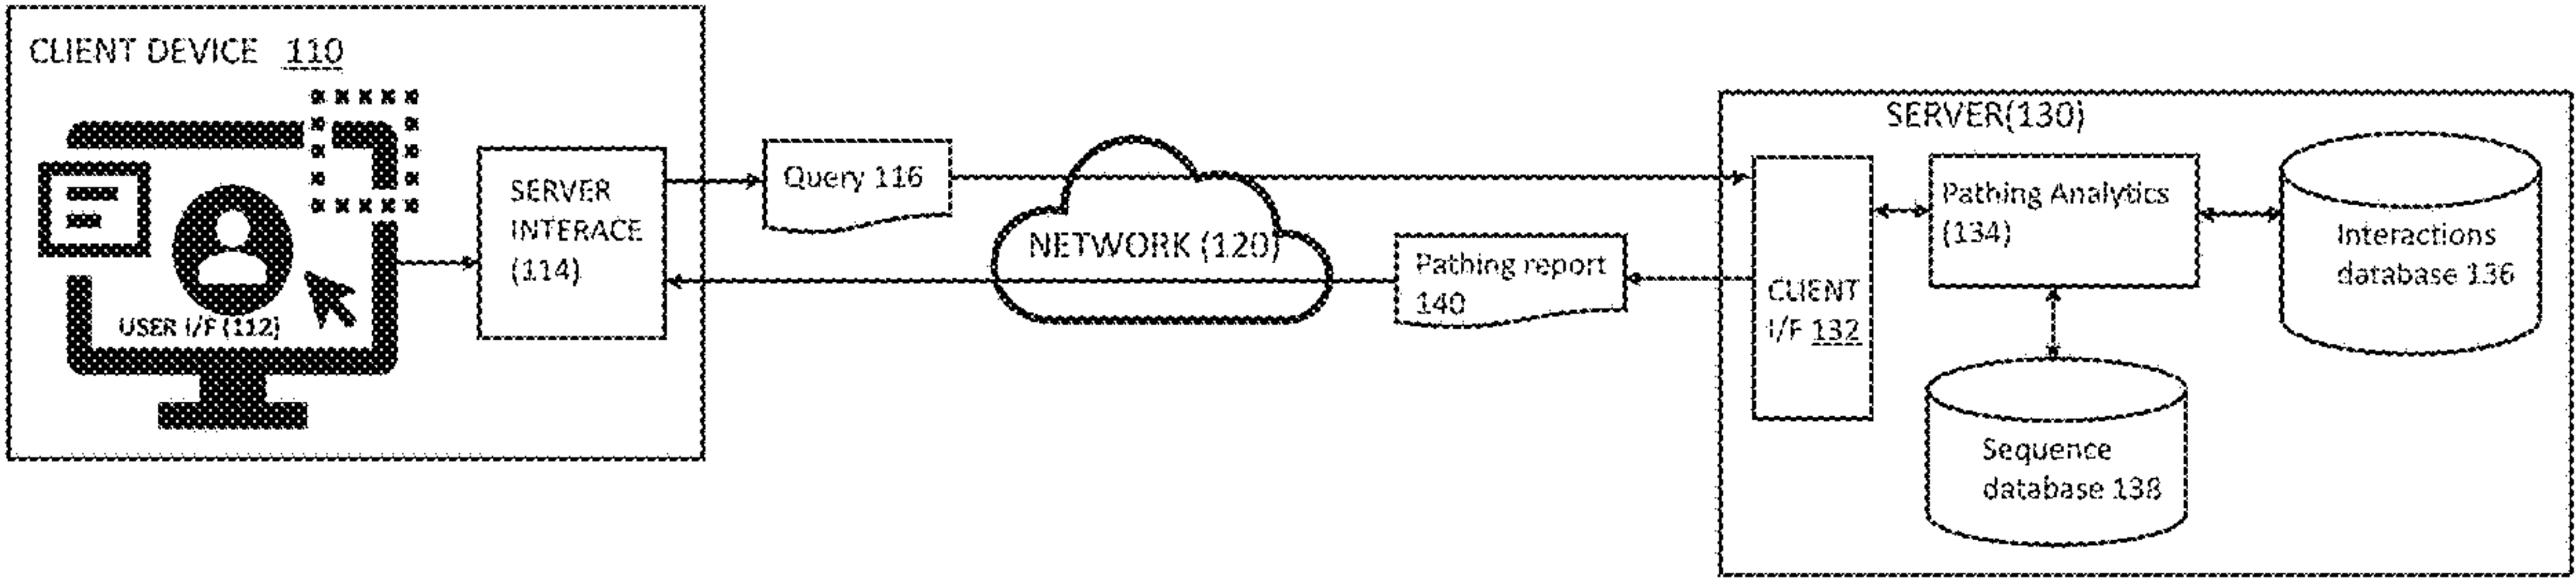 CLIENT DEVICE 110
USER I/F (112)
SERVER
INTERACE
(114)
Query 116
NETWORK (120)
Pathing report
140
SERVER(130)
CLIENT
I/F 132
Pathing Analytics
(134)
Interactions
database 136
Sequence
database 138